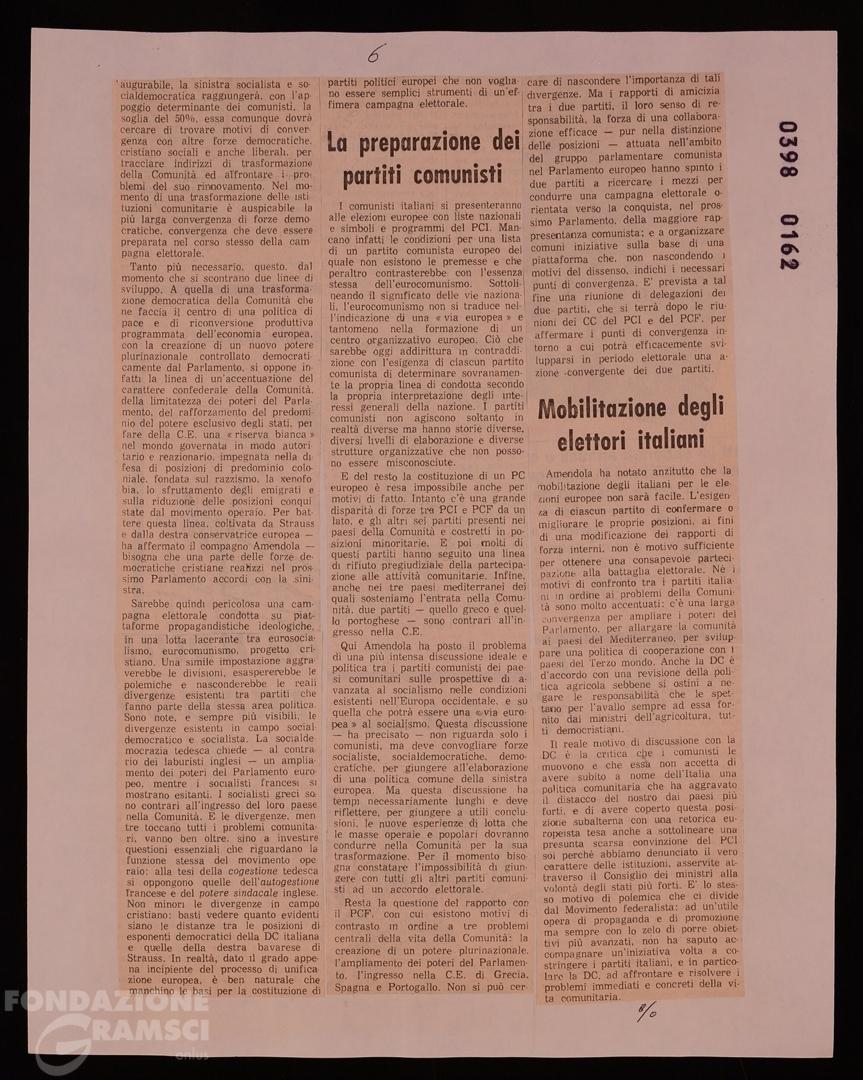 6
augurabile, la sinistra socialista e so-
cialdemocratica raggiungerà, con l'ap-
poggio determinante dei comunisti, la
soglia del 50%, essa comunque dovrà
cercare di trovare motivi di conver-
genza con altre forze democratiche,
cristiano sociali e anche liberali, per
tracciare indirizzi di trasformazione
della Comunità ed affrontare i pro-
blemi del suo rinnovamento. Nel mo-
mento di una trasformazione delle isti
tuzioni comunitarie è auspicabile la
più larga convergenza di forze demo
cratiche, convergenza che deve essere
preparata nel corso stesso della cam
pagna elettorale.
Tanto più necessario, questo, dal
momento che si scontrano due linee di
sviluppo. A quella di una trasforma-
zione democratica della Comunità che
ne faccia il centro di una politica di
pace e di riconversione produttiva
programmata dell'economia europea,
con la creazione di un nuovo potere
plurinazionale controllato democrati-
camente dal Parlamento, si oppone in-
fatti la linea di un'accentuazione del
carattere confederale della Comunità,
della limitatezza dei poteri del Parla-
mento, del rafforzamento del predomi-
nio del potere esclusivo degli stati, per
fare della C.E. una « riserva bianca »
nel mondo governata in modo autori
tario e reazionario, impegnata nella di
fesa di posizioni di predominio colo-
niale, fondata sul razzismo, la xenofo
bia, lo sfruttamento degli emigrati e
sulla riduzione delle posizioni conqui
state dal movimento operaio. Per bat-
tere questa linea, coltivata da Strauss
e dalla destra conservatrice europea —
ha affermato il compagno Amendola —
bisogna che una parte delle forze de-
mocratiche cristiane realizzi nel pros
simo Parlamento accordi con la sini-
stra.
Sarebbe quindi pericolosa una cam-
pagna elettorale condotta su piat-
taforme propagandistiche ideologiche,
in una lotta lacerante tra eurosocia-
lismo, eurocomunismo, progetto cri-
stiano. Una simile impostazione aggra-
verebbe le divisioni, esaspererebbe le
polemiche e nasconderebbe le reali
divergenze esistenti tra partiti che
fanno parte della stessa area politica.
Sono note, e sempre più visibili, le
divergenze esistenti in campo social-
democratico e socialista. La socialde-
mocrazia tedesca chiede — al contra
rio dei laburisti inglesi — un amplia-
mento dei poteri del Parlamento euro
peo, mentre i socialisti francesi si
mostrano esitanti. I socialisti greci so
no contrari all'ingresso del loro paese
nella Comunità. E le divergenze, men
tre toccano tutti i problemi comunita-
ri, vanno ben oltre, sino a investire
questioni essenziali che riguardano la
funzione stessa del movimento ope-
raio: alla tesi della cogestione tedesca
si oppongono quelle dell'autogestione
francese e del potere sindacale inglese.
Non minori le divergenze in campo
cristiano: basti vedere quanto evidenti
siano le distanze tra le posizioni di
esponenti democratici della DC italiana
e quelle della destra bavarese di
Strauss. In realtà, dato il grado appe-
na incipiente del processo di unifica-
zione europea, è ben naturale che
manchino le basi per la costituzione di
partiti politici europei che non voglia-
no essere semplici strumenti di un'ef-
fimera campagna elettorale.
La preparazione dei
partiti comunisti
I comunisti italiani si presenteranno
alle elezioni europee con liste nazionali
e simboli e programmi del PCI. Man-
cano infatti le condizioni per una lista
di un partito comunista europeo del
quale non esistono le premesse e che
peraltro contrasterebbe con l'essenza
stessa dell'eurocomunismo. Sottoli-
neando il significato delle vie naziona-
li, l'eurocomunismo non si traduce nel-
l'indicazione di una « via europea » e
tantomeno nella formazione di un
centro organizzativo europeo. Ciò che
sarebbe oggi addirittura in contraddi-
zione con l'esigenza di ciascun partito
comunista di determinare sovranamen-
te la propria linea di condotta secondo
la propria interpretazione degli inte-
ressi generali della nazione. I partiti
comunisti non agiscono soltanto in
realtà diverse ma hanno storie diverse,
diversi livelli di elaborazione e diverse
strutture organizzative che non posso-
no essere misconosciute.
E del resto la costituzione di un PC
europeo è resa impossibile anche per
motivi di fatto. Intanto c'è una grande
disparità di forze tra PCI e PCF da un
lato, e gli altri sei partiti presenti nei
paesi della Comunità e costretti in po-
sizioni minoritarie. E poi molti di
questi partiti hanno seguito una linea
di rifiuto pregiudiziale della partecipa-
zione alle attività comunitarie. Infine,
anche nei tre paesi mediterranei dei
quali sosteniamo l'entrata nella Comu-
nità, due partiti — quello greco e quel-
lo portoghese — sono contrari all'in-
gresso nella C.E.
Qui Amendola ha posto il problema
di una più intensa discussione ideale e
politica tra i partiti comunisti dei pae-
si comunitari sulle prospettive di a-
vanzata al socialismo nelle condizioni
esistenti nell'Europa occidentale, e su
quella che potrà essere una « via euro-
pea » al socialismo. Questa discussione
— ha precisato — non riguarda solo i
comunisti, ma deve convogliare forze
socialiste, socialdemocratiche, demo-
cratiche, per giungere all'elaborazione
di una politica comune della sinistra
europea. Ma questa discussione ha
tempi necessariamente lunghi e deve
riflettere, per giungere a utili conclu-
sioni, le nuove esperienze di lotta che
le masse operaie e popolari dovranno
condurre nella Comunità per la sua
trasformazione. Per il momento biso-
gna constatare l'impossibilità di giun-
gere con tutti gli altri partiti comuni-
sti ad un accordo elettorale.
Resta la questione del rapporto con
il PCF, con cui esistono motivi di
contrasto in ordine a tre problemi
centrali della vita della Comunità: la
creazione di un potere plurinazionale,
l'ampliamento dei poteri del Parlamen-
to, l'ingresso nella C.E. di Grecia,
Spagna e Portogallo. Non si può cer-
care di nascondere l'importanza di tali
divergenze. Ma i rapporti di amicizia
tra i due partiti, il loro senso di re-
sponsabilità, la forza di una collabora-
zione efficace — pur nella distinzione
delle posizioni — attuata nell'ambito
del gruppo parlamentare comunista
nel Parlamento europeo hanno spinto i
due partiti a ricercare i mezzi per
condurre una campagna elettorale o-
rientata verso la conquista, nel pros-
simo Parlamento, della maggiore rap-
presentanza comunista; e a organizzare
comuni iniziative sulla base di una
piattaforma che, non nascondendo i
motivi del dissenso, indichi i necessari
punti di convergenza. E' prevista a tal
fine una riunione di delegazioni dei
due partiti, che si terrà dopo le riu-
nioni dei CC del PCI e del PCF, per
affermare i punti di convergenza in-
torno a cui potrà efficacemente svi-
lupparsi in periodo elettorale una a-
zione convergente dei due partiti.
Mobilitazione degli
elettori italiani
Amendola ha notato anzitutto che la
mobilitazione degli italiani per le ele-
zioni europee non sarà facile. L'esigen
za di ciascun partito di confermare o
migliorare le proprie posizioni, ai fini
di una modificazione dei rapporti di
forza interni, non è motivo sufficiente
per ottenere una consapevole parteci-
pazione alla battaglia elettorale. Né i
motivi di confronto tra i partiti italia-
ni in ordine ai problemi della Comuni-
tà sono molto accentuati: c'è una larga
convergenza per ampliare i poteri del
Parlamento, per allargare la comunità
ai paesi del Mediterraneo, per svilup-
pare una politica di cooperazione con i
paesi del Terzo mondo. Anche la DC è
d'accordo con una revisione della poli-
tica agricola sebbene si ostini a ne-
gare le responsabilità che le spet-
tano per l'avallo sempre ad essa for-
nito dai ministri dell'agricoltura, tut-
ti democristiani.
Il reale motivo di discussione con la
DC è la critica che i comunisti le
muovono e che essa non accetta di
avere subito a nome dell'Italia una
politica comunitaria che ha aggravato
il distacco del nostro dai paesi più
forti, e di avere coperto questa posi-
zione subalterna con una retorica eu-
ropeista tesa anche a sottolineare una
presunta scarsa convinzione del PCI
soi perchè abbiamo denunciato il vero
carattere delle istituzioni, asservite at-
traverso il Consiglio dei ministri alla
volontà degli stati più forti. E' lo stes-
so motivo di polemica che ci divide
dal Movimento federalista: ad un'utile
opera di propaganda e di promozione
ma sempre con lo zelo di porre obiet-
tivi più avanzati, non ha saputo ac-
compagnare un'iniziativa volta a co-
stringere i partiti italiani, e in partico-
lare la DC, ad affrontare e risolvere i
problemi immediati e concreti della vi-
ta comunitaria.
0398 0162
FONDAZIONE
GRAMSCI
onlus